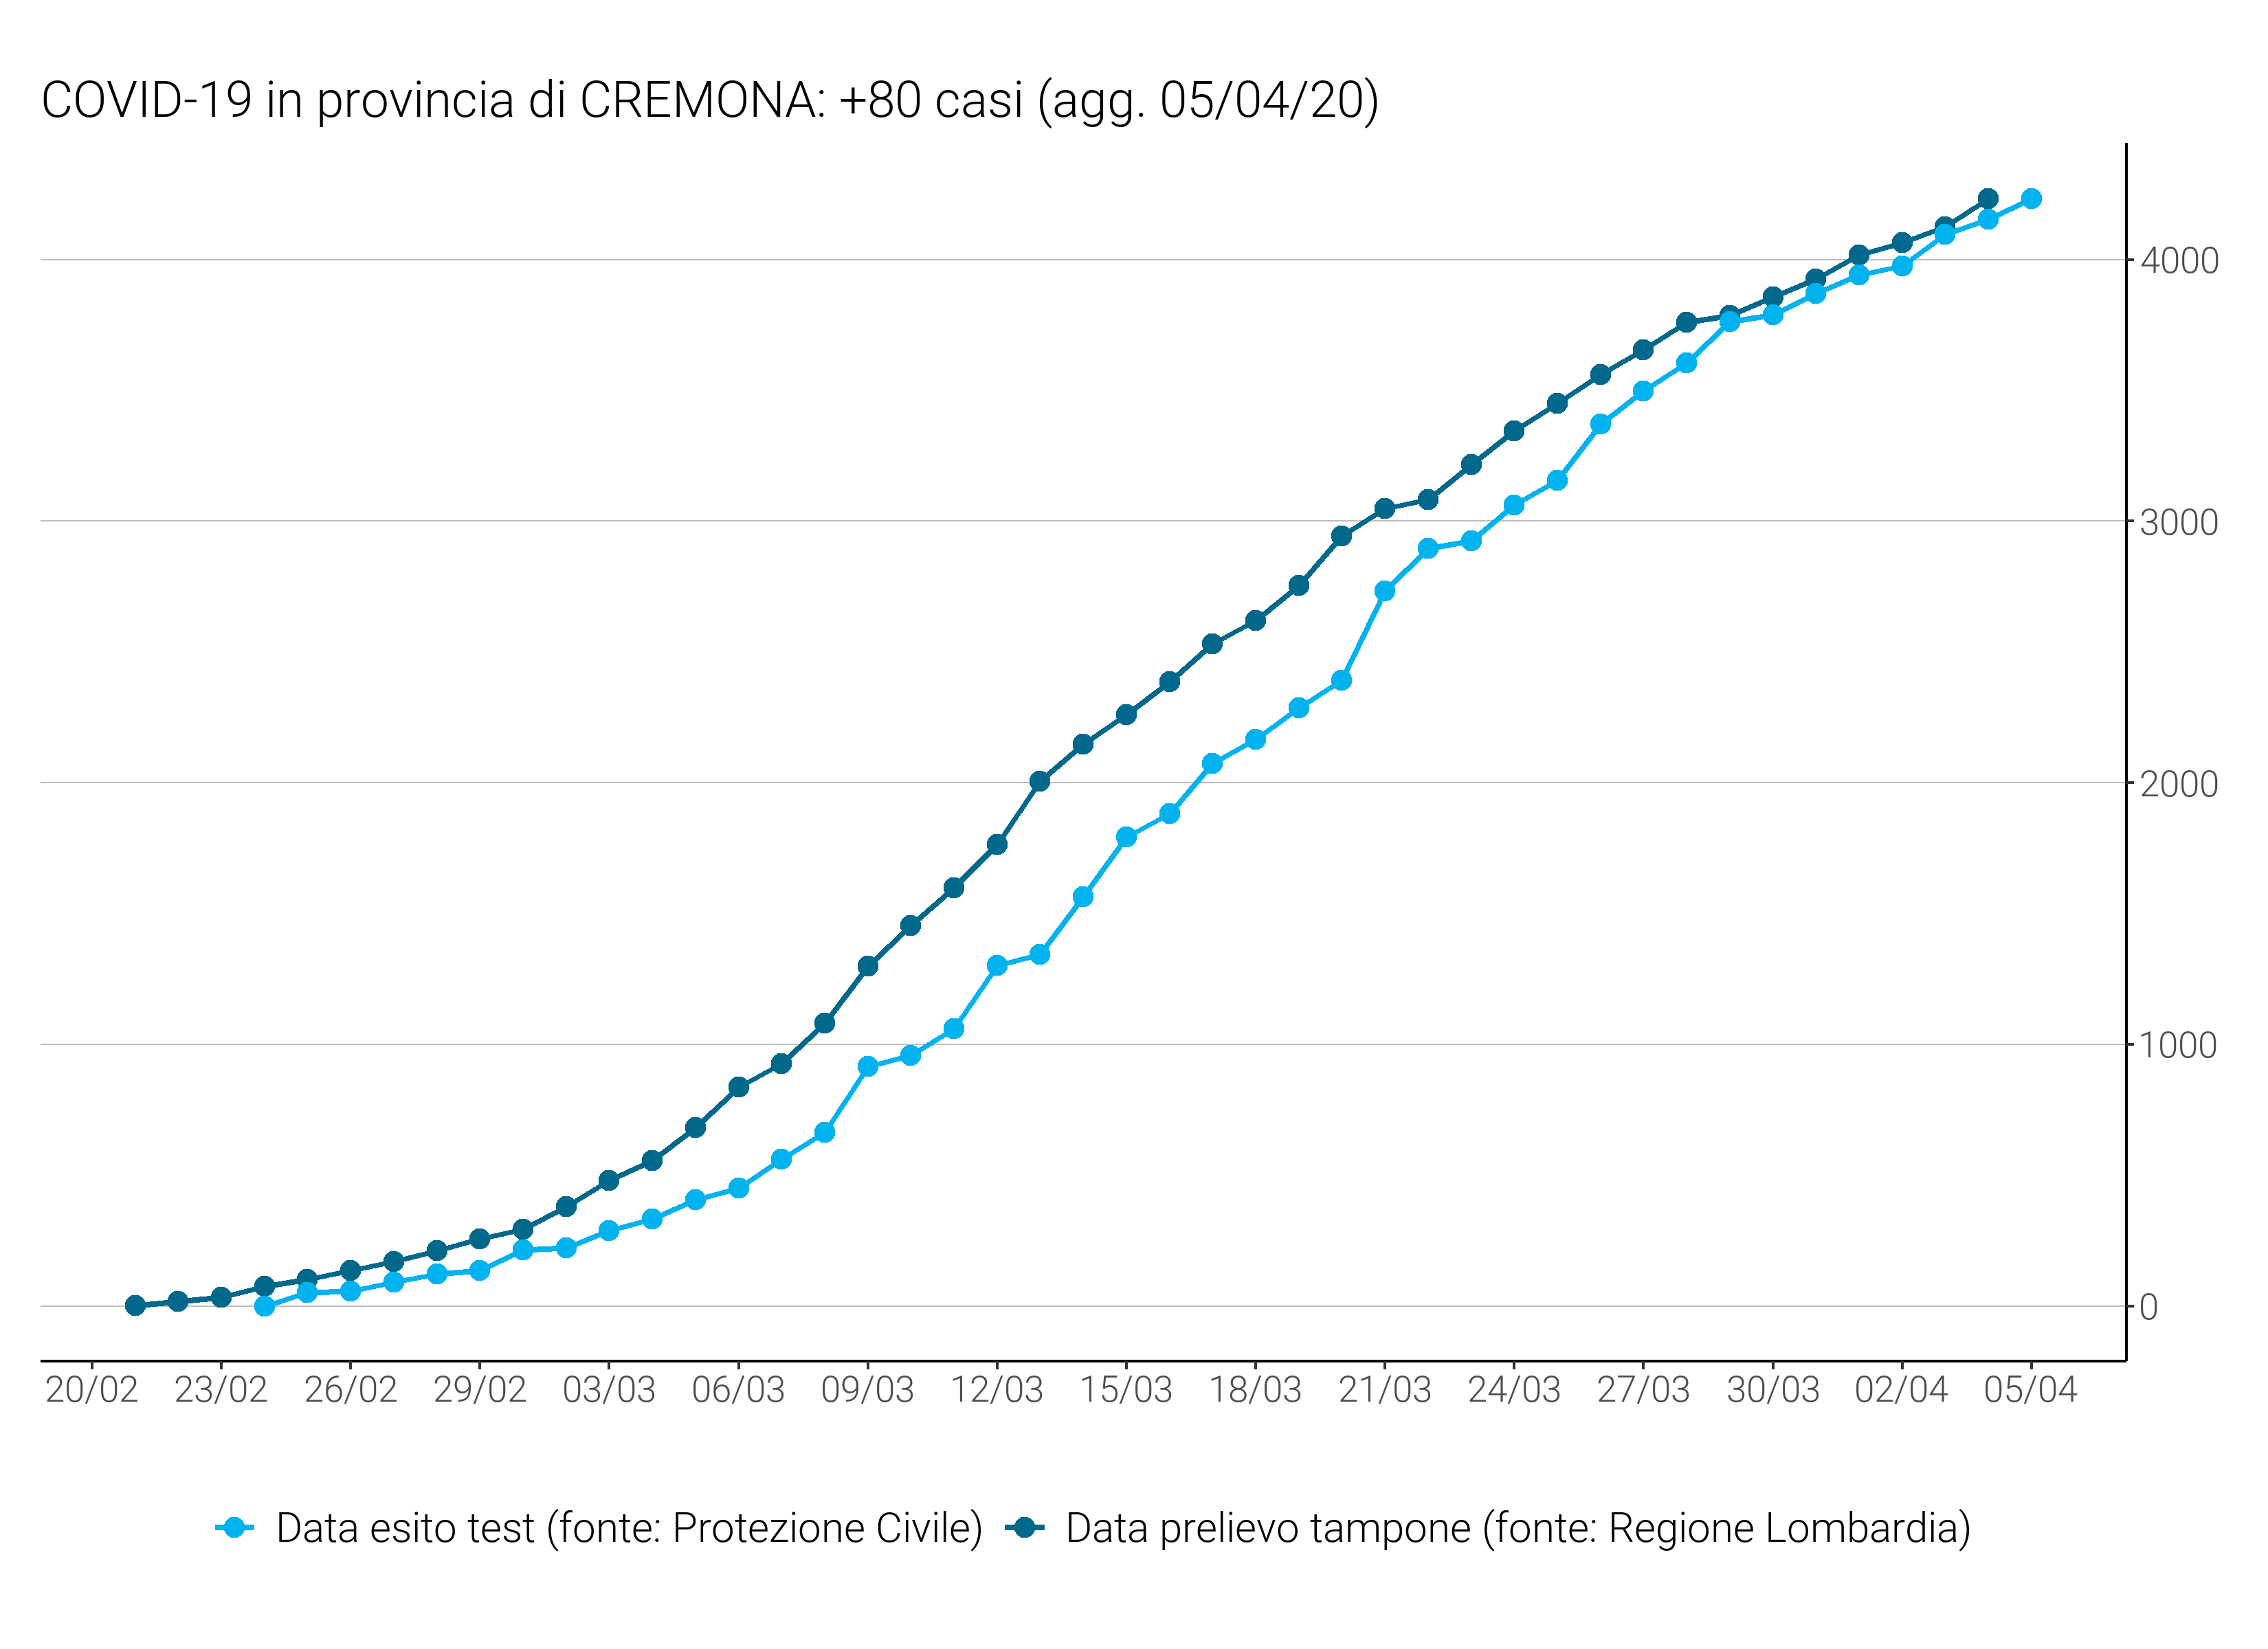 COVID-19 in provincia di CREMONA: +80 casi (agg. 05/04/20)
4000
3000
2000
1000
0
20/02 23/02 26/02 29/02 03/03 06/03 09/03 12/03 15/03 18/03 21/03 24/03 27/03 30/03 02/04 05/04
Data esito test (fonte: Protezione Civile) Data prelievo tampone (fonte: Regione Lombardia)